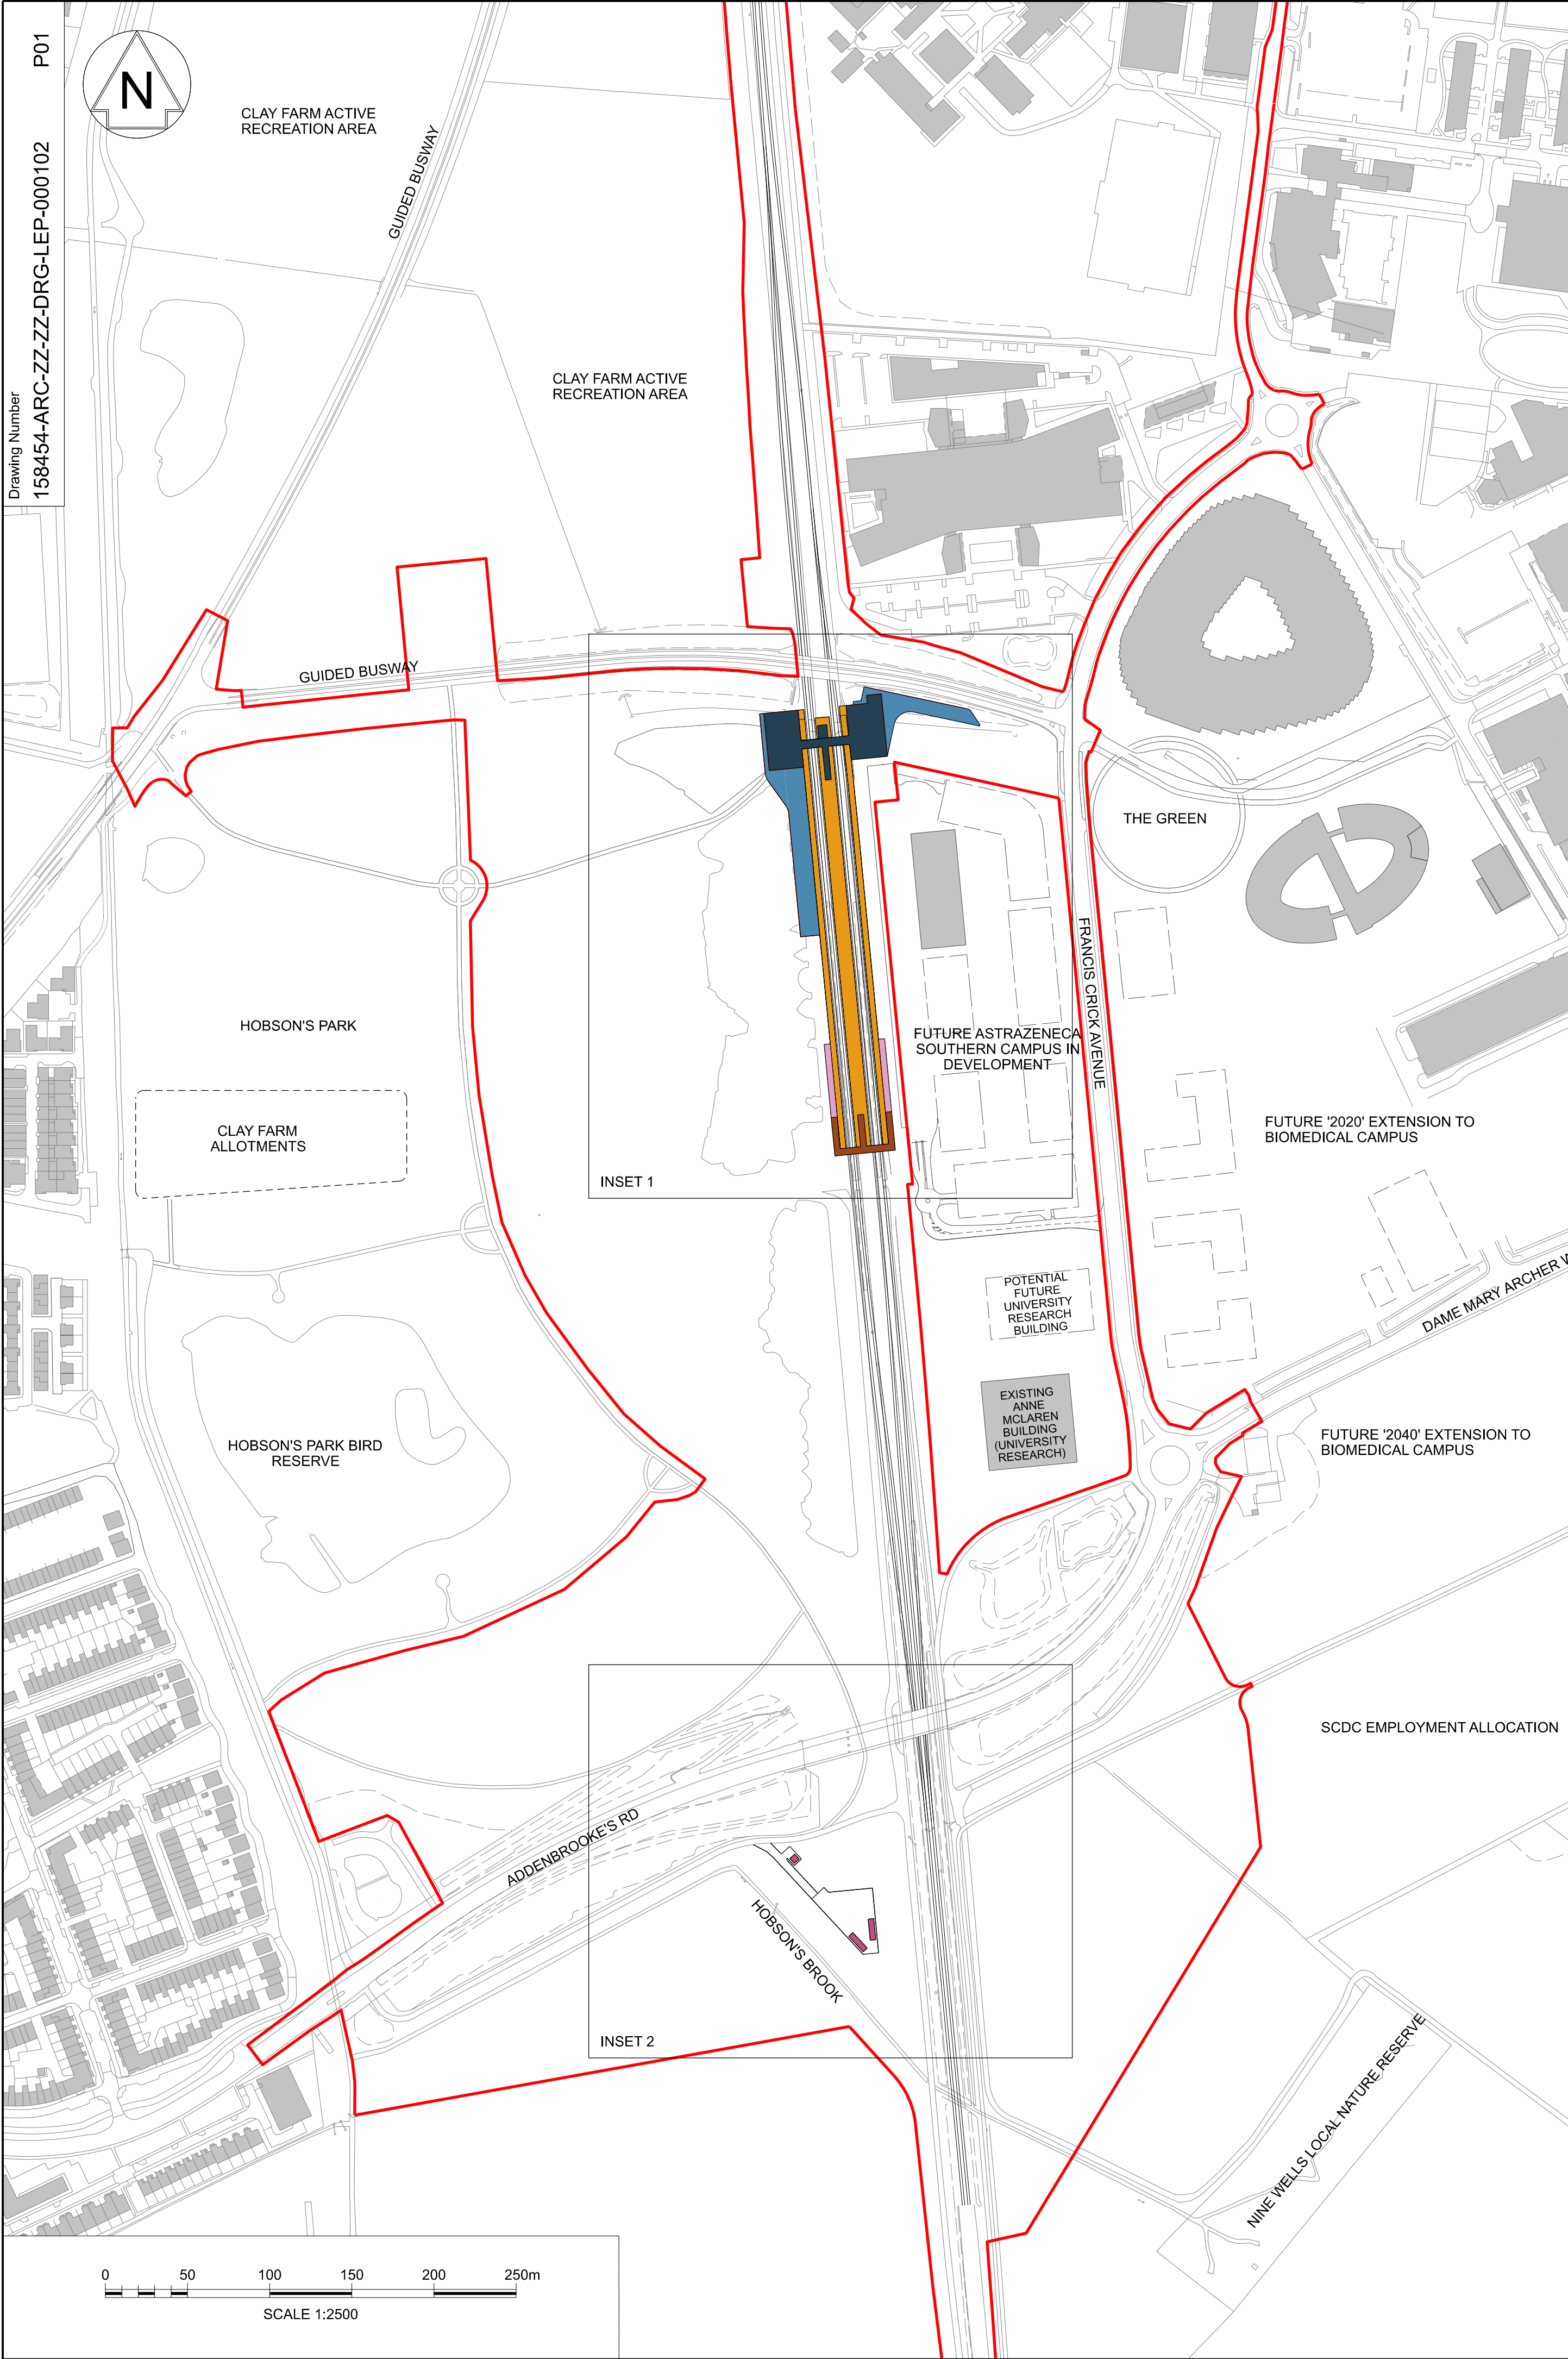 Drawing Number
158454-ARC-ZZ-ZZ-DRG-LEP-000102
P01
N
CLAY FARM ACTIVE
RECREATION AREA
GUIDED BUSWAY
CLAY FARM ACTIVE
RECREATION AREA
GUIDED BUSWAY
THE GREEN
FRANCIS CRICK AVENUE
HOBSON'S PARK
FUTURE ASTRAZENECA
SOUTHERN CAMPUS IN
DEVELOPMENT
CLAY FARM
ALLOTMENTS
FUTURE '2020' EXTENSION TO
BIOMEDICAL CAMPUS
INSET 1
POTENTIAL
FUTURE
UNIVERSITY
RESEARCH
BUILDING
DAME MARY ARCHER
EXISTING
ANNE
MCLAREN
BUILDING
(UNIVERSITY
RESEARCH)
HOBSON'S PARK BIRD
RESERVE
FUTURE '2040' EXTENSION TO
BIOMEDICAL CAMPUS
SCDC EMPLOYMENT ALLOCATION
ADDENBROOKE'S RD
HOBSON'S BROOK
INSET 2
NINE WELLS LOCAL NATURE RESERVE
0 50 100 150 200 250m
SCALE 1:2500